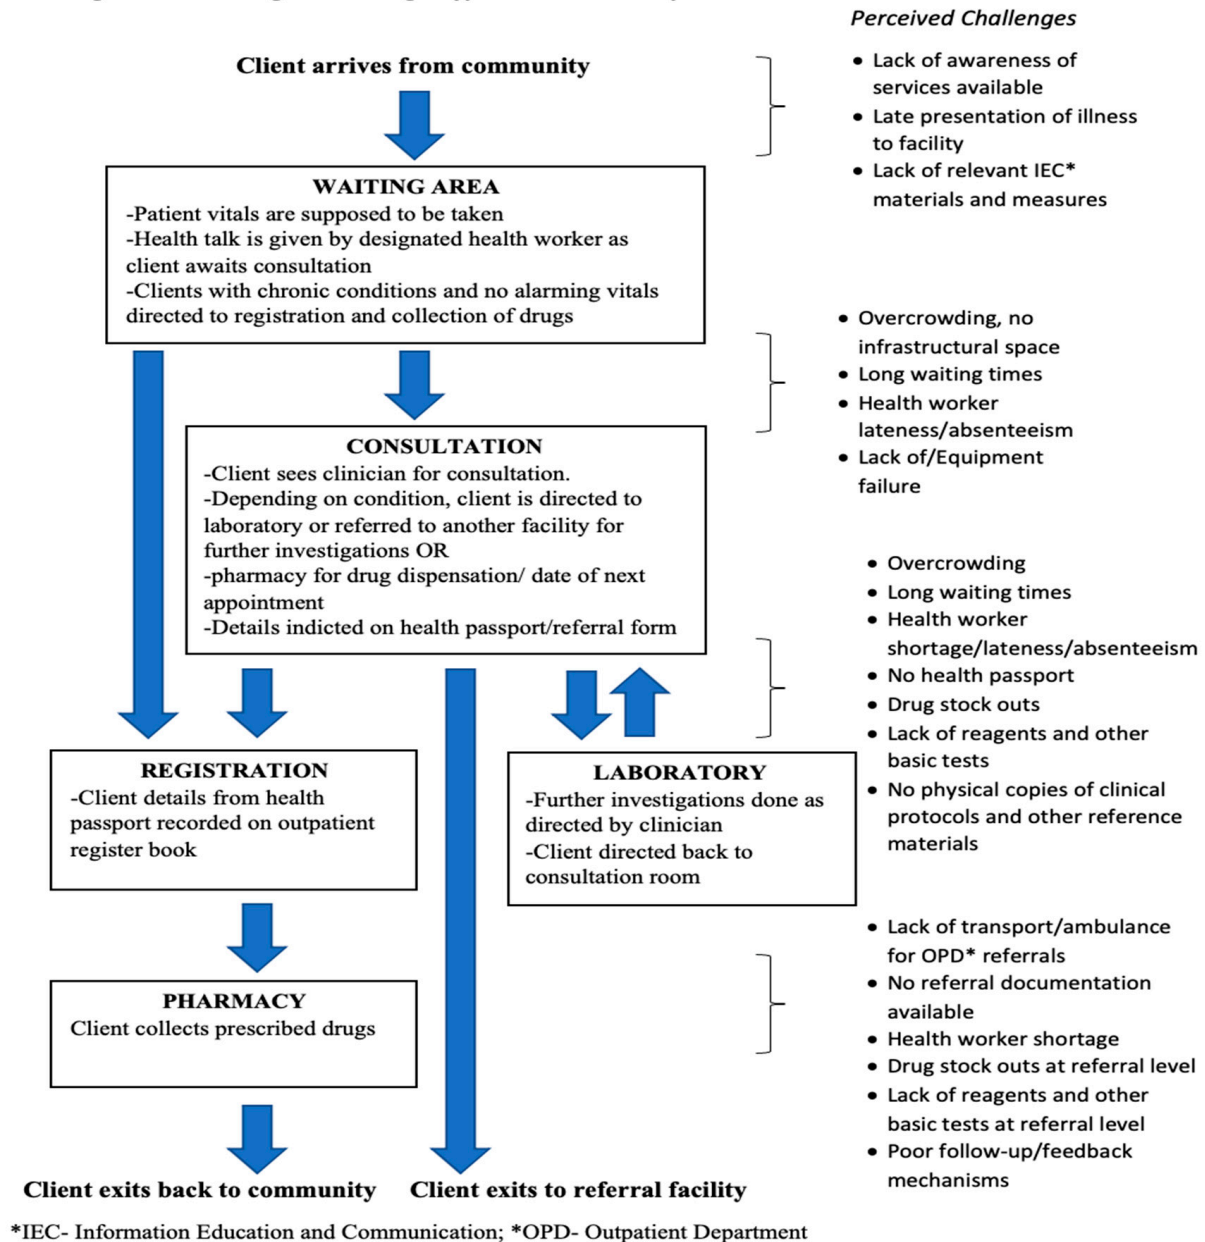 Perceived Challenges
Client arrives from community
• Lack of awareness of
services available
• Late presentation of illness
to facility
• Lack of relevant IEC*
materials and measures
WAITING AREA
-Patient vitals are supposed to be taken
-Health talk is given by designated health worker as
client awaits consultation
-Clients with chronic conditions and no alarming vitals
directed to registration and collection of drugs
• Overcrowding, no
infrastructural space
• Long waiting times
• Health worker
lateness/absenteeism
• Lack of/Equipment
failure
CONSULTATION
-Client sees clinician for consultation.
-Depending on condition, client is directed to
laboratory or referred to another facility for
further investigations OR
-pharmacy for drug dispensation/ date of next
appointment
-Details indicted on health passport/referral form
• Overcrowding
• Long waiting times
• Health worker
shortage/lateness/absenteeism
• No health passport
• Drug stock outs
• Lack of reagents and other
basic tests
• No physical copies of clinical
protocols and other reference
materials
REGISTRATION
-Client details from health
passport recorded on outpatient
register book
LABORATORY
-Further investigations done as
directed by clinician
-Client directed back to
consultation room
PHARMACY
Client collects prescribed drugs
• Lack of transport/ambulance
for OPD* referrals
• No referral documentation
available
• Health worker shortage
• Drug stock outs at referral level
• Lack of reagents and other
basic tests at referral level
• Poor follow-up/feedback
mechanisms
Client exits back to community
Client exits to referral facility
*IEC- Information Education and Communication; *OPD- Outpatient Department